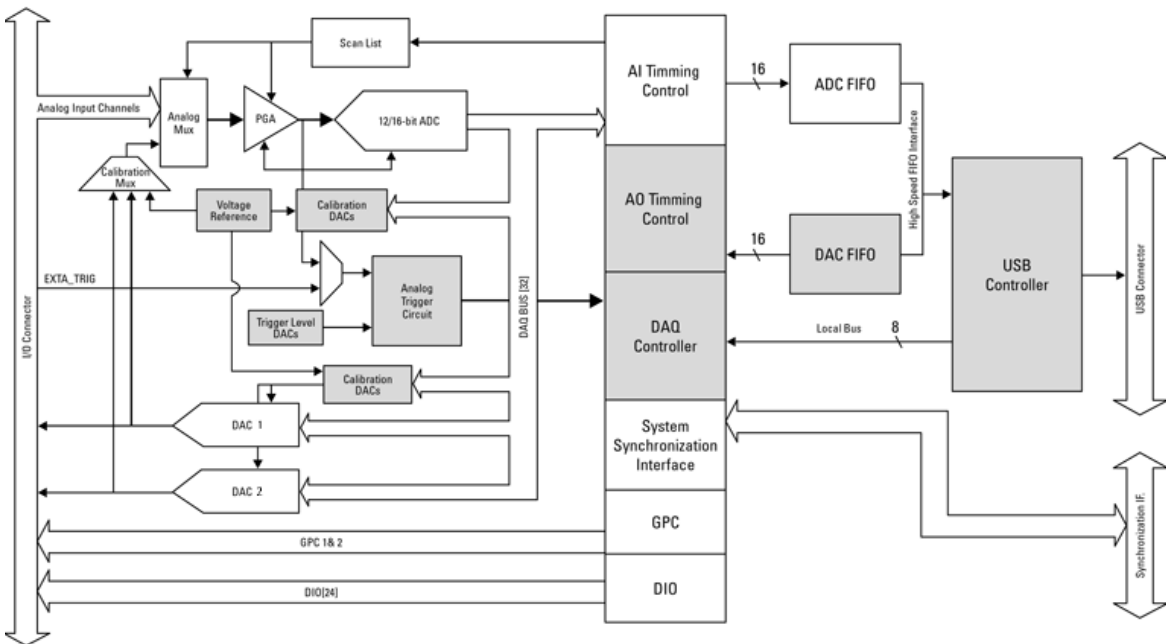 Scan List
Analog Input Channels
Analog
Mux
PGA
12/16-bit ADC
AI Timming
Control
16
ADC FIFO
Calibration
Mux
Voltage
Reference
Calibration
DACs
AO Timming
Control
16
DAC FIFO
High Speed FIFO Interface
USB
Controller
USB Connector
EXTA_TRIG
Analog
Trigger
Circuit
Trigger Level
DACs
DAQ BUS [32]
DAQ
Controller
Local Bus
8
I/O Connector
Calibration
DACs
DAC 1
System
Synchronization
Interface
DAC 2
GPC
GPC 1& 2
DIO
DIO[24]
Synchronization IF.